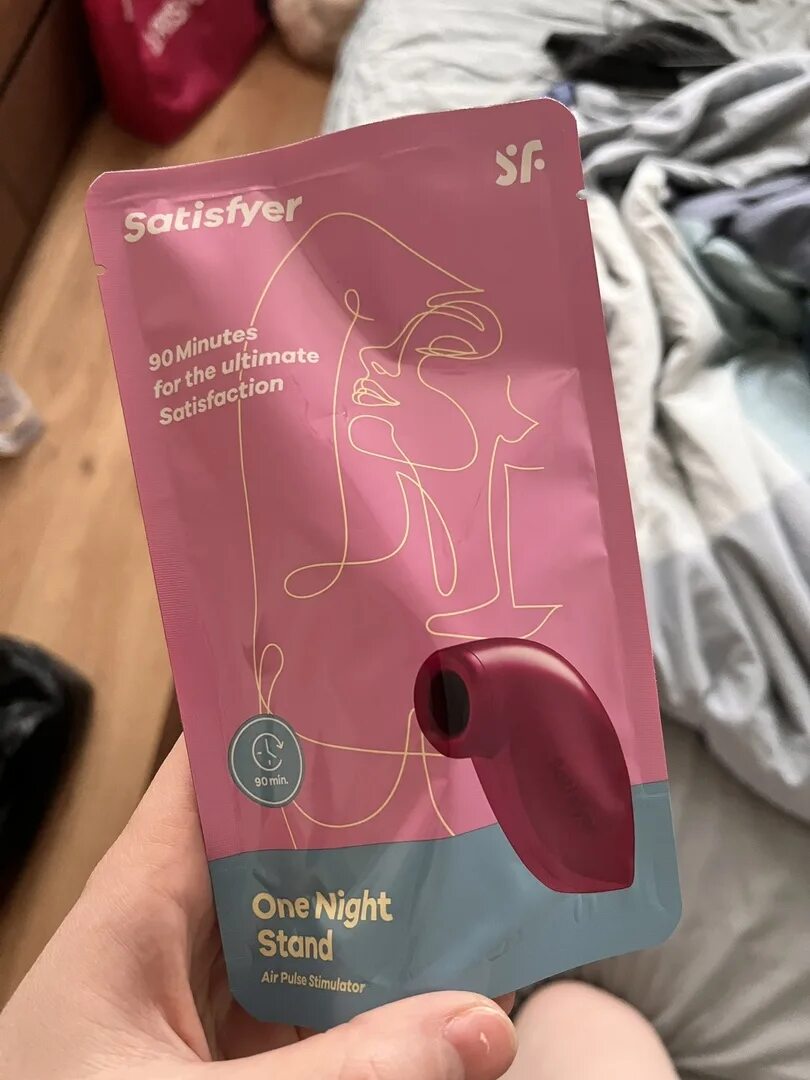 SF
Satisfyer
90 Minutes
for the ultimate
Satisfaction
90 min.
One Night
Stand
Air Pulse Stimulator